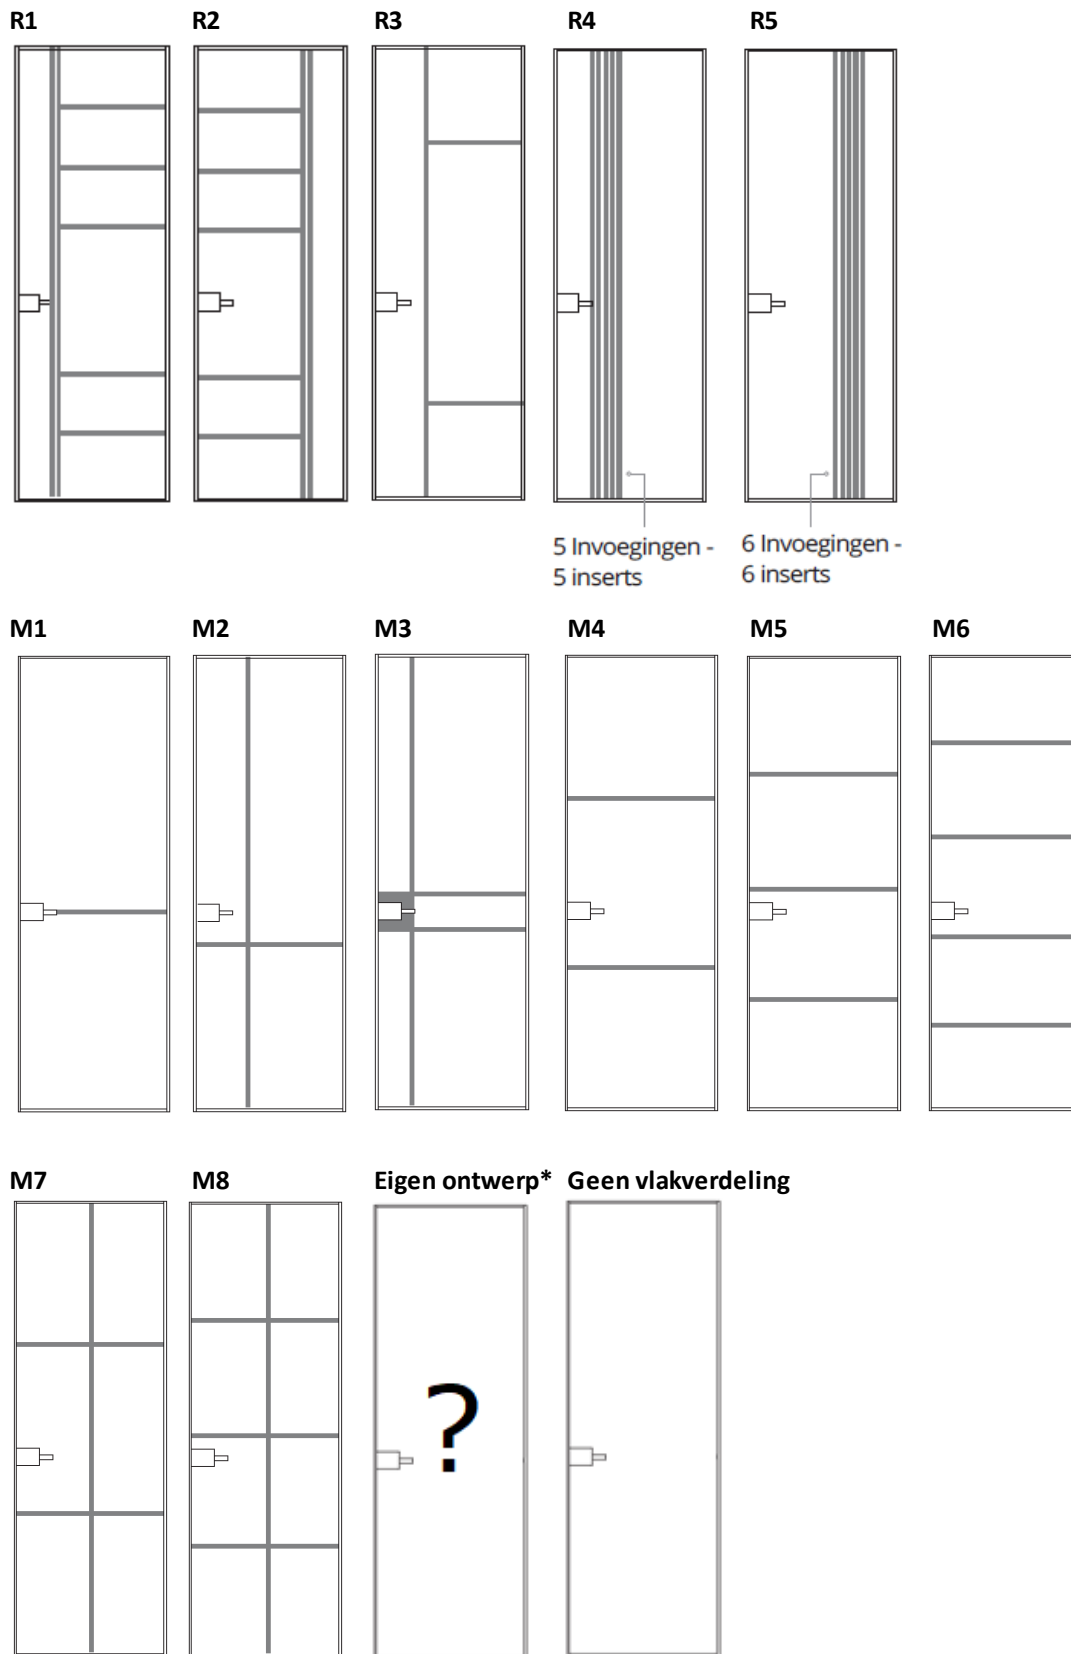 R1 R2 R3 R4 R5
5 Invoegingen - 6 Invoegingen -
5 inserts 6 inserts
M1 M2 M3 M4 M5 M6
M7 M8 Eigen ontwerp* Geen vlakverdeling
?